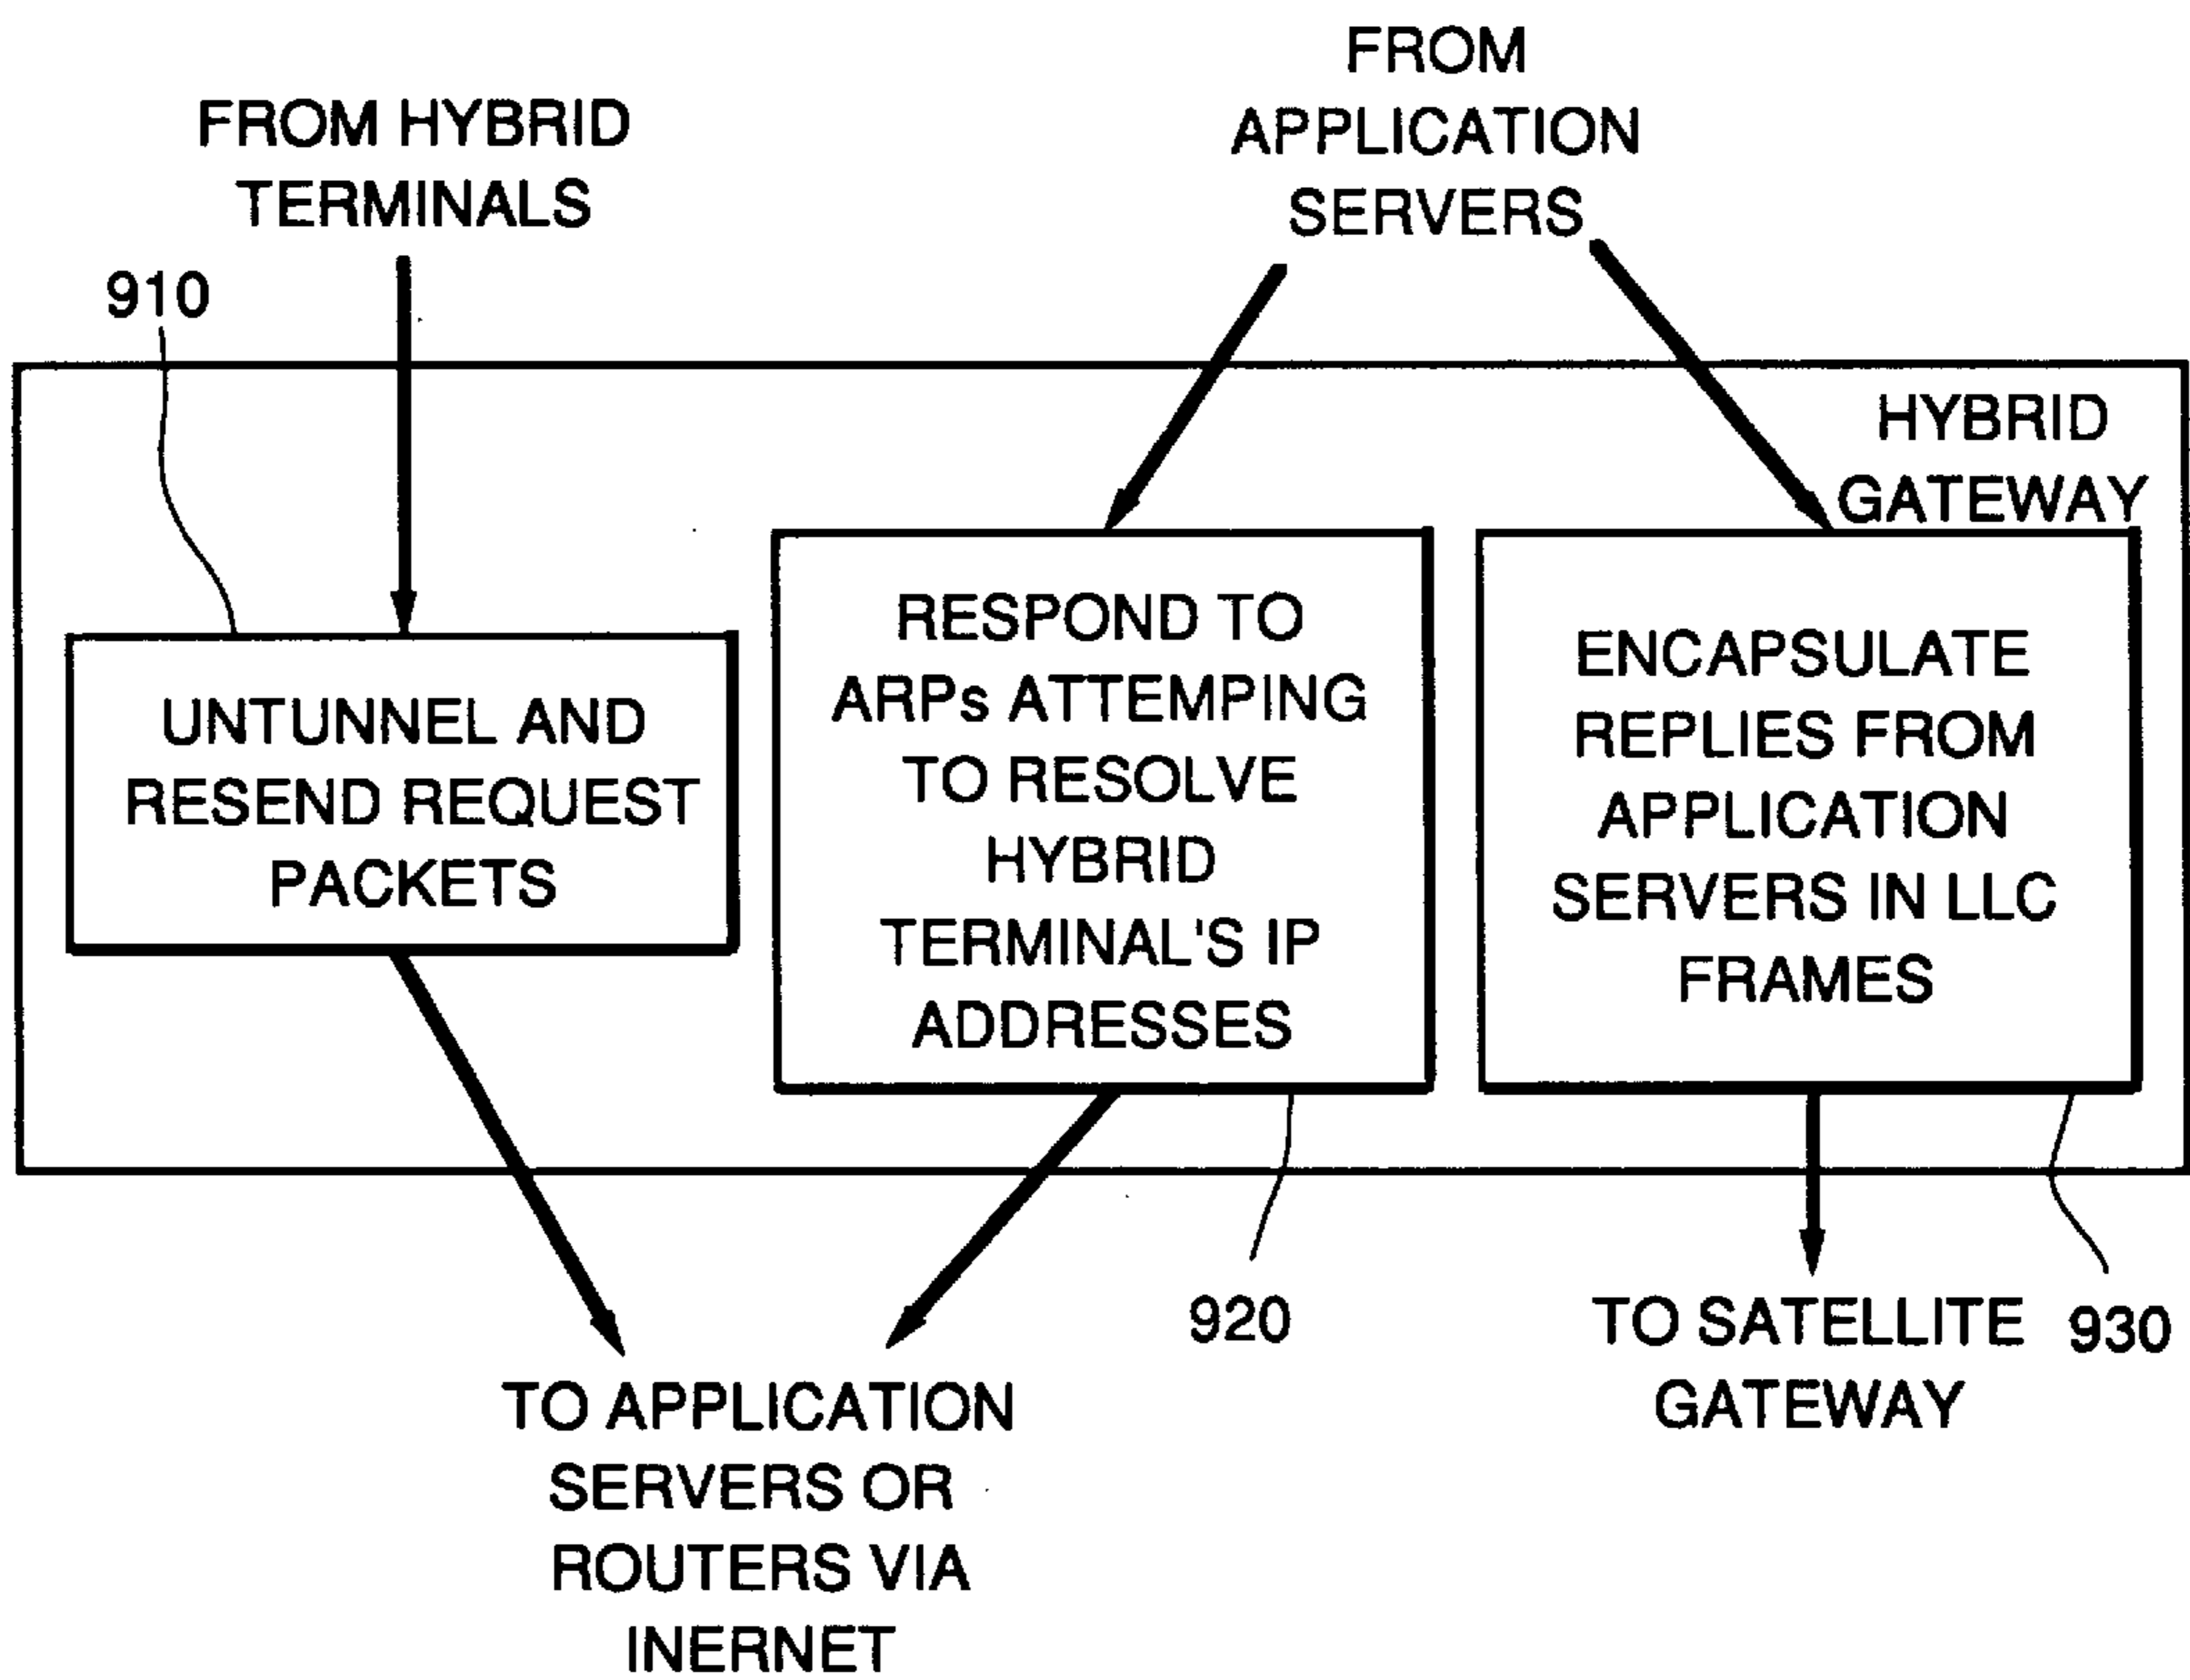 FROM HYBRID
TERMINALS
FROM
APPLICATION
SERVERS
910
HYBRID
GATEWAY
UNTUNNEL AND
RESEND REQUEST
PACKETS
RESPOND TO
ARPs ATTEMPING
TO RESOLVE
HYBRID
TERMINAL'S IP
ADDRESSES
ENCAPSULATE
REPLIES FROM
APPLICATION
SERVERS IN LLC
FRAMES
TO APPLICATION
SERVERS OR
ROUTERS VIA
INERNET
920
TO SATELLITE
GATEWAY
930